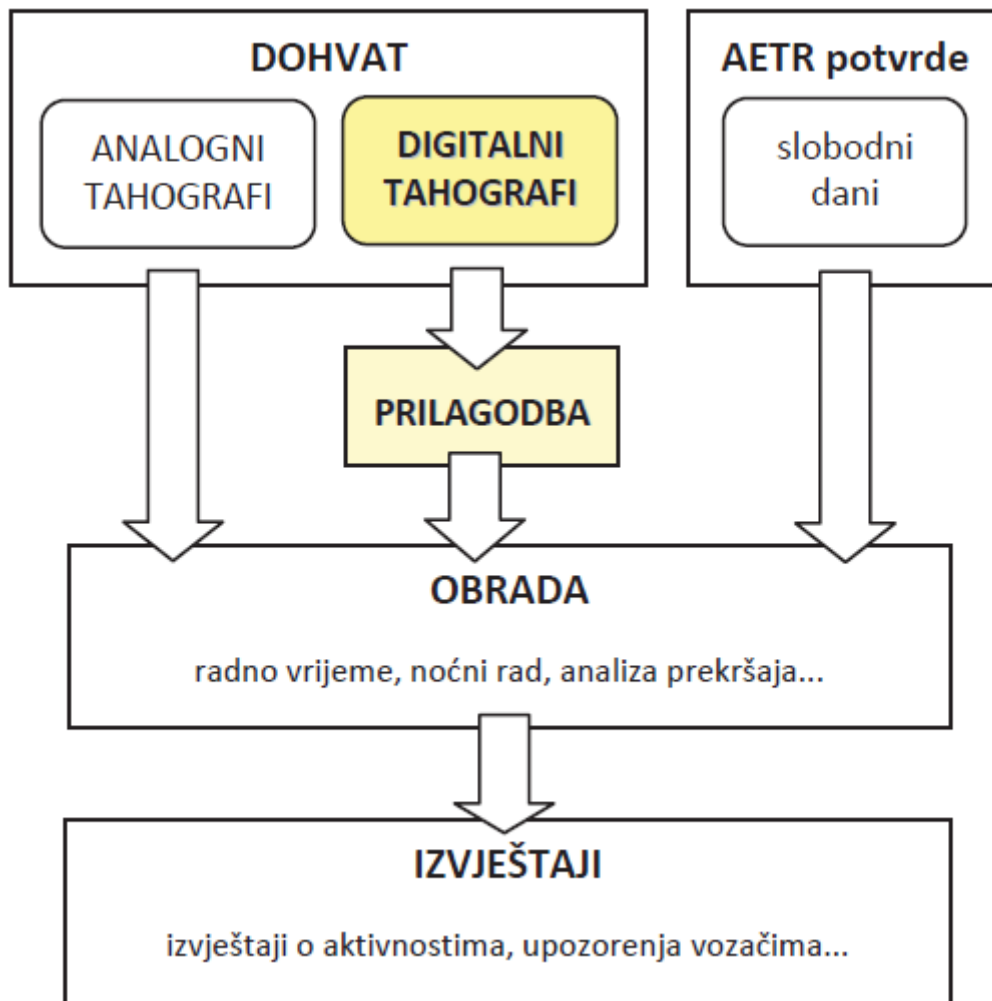 DOHVAT
ANALOGNI
TAHOGRAFI
DIGITALNI
TAHOGRAFI
AETR potvrde
slobodni
dani
PRILAGODBA
OBRADA
radno vrijeme, noćni rad, analiza prekršaja...
IZVJEŠTAJI
izvještaji o aktivnostima, upozorenja vozačima...